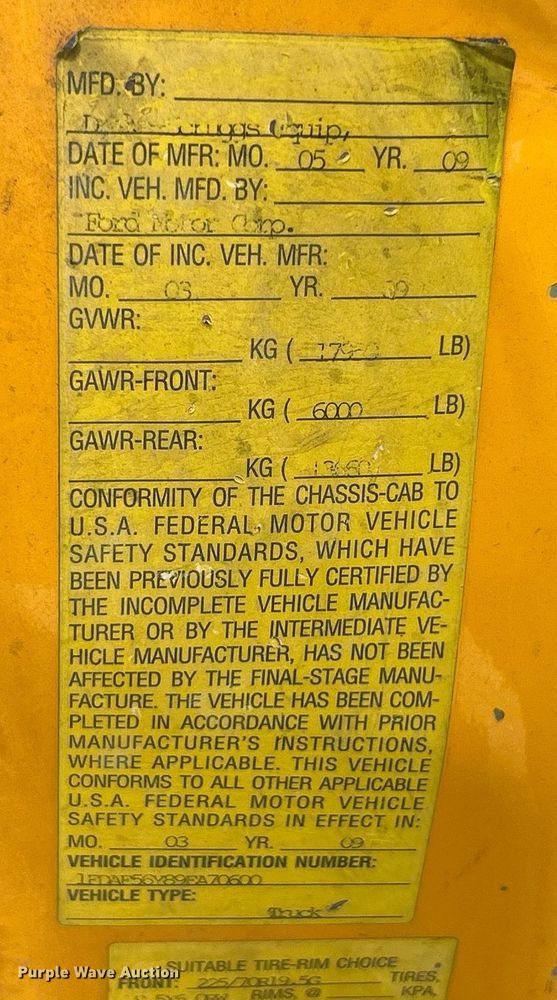 MFD. BY:
Equip,
DATE OF MFR: MO. 05 YR. 09
INC. VEH. MFD. BY:
Ford Motor Corp.
DATE OF INC. VEH. MFR:
MO. 03 YR. 09
GVWR:
KG ( LB)
GAWR-FRONT:
KG ( 6000 LB)
GAWR-REAR:
KG ( LB)
CONFORMITY OF THE CHASSIS-CAB TO
U.S.A. FEDERAL MOTOR VEHICLE
SAFETY STANDARDS, WHICH HAVE
BEEN PREVIOUSLY FULLY CERTIFIED BY
THE INCOMPLETE VEHICLE MANUFAC-
TURER OR BY THE INTERMEDIATE VE-
HICLE MANUFACTURER, HAS NOT BEEN
AFFECTED BY THE FINAL-STAGE MANU-
FACTURE. THE VEHICLE HAS BEEN COM-
PLETED IN ACCORDANCE WITH PRIOR
MANUFACTURER'S INSTRUCTIONS,
WHERE APPLICABLE. THIS VEHICLE
CONFORMS TO ALL OTHER APPLICABLE
U.S.A. FEDERAL MOTOR VEHICLE
SAFETY STANDARDS IN EFFECT IN:
MO. 03 YR. 09
VEHICLE IDENTIFICATION NUMBER:
1FDAF56Y89EA70600
VEHICLE TYPE:
Truck
SUITABLE TIRE-RIM CHOICE
FRONT: 225/70R19.5G TIRES,
RIMS, @ KPA,
Purple Wave Auction